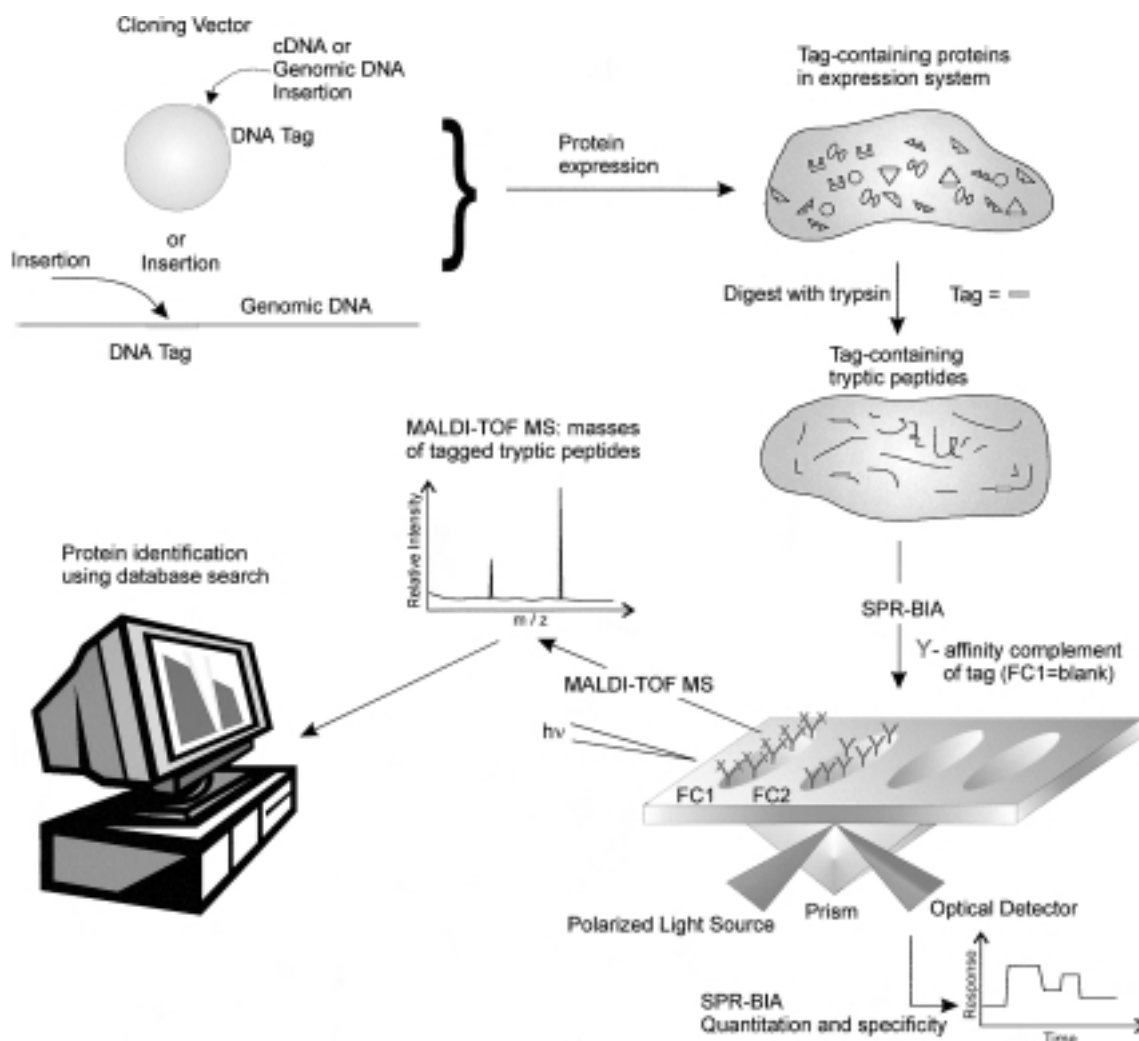 Cloning Vector
cDNA or
Genomic DNA
Insertion
DNA Tag
or
Insertion
Insertion
Genomic DNA
DNA Tag
Protein
expression
Tag-containing proteins
in expression system
Digest with trypsin
Tag =
Tag-containing
tryptic peptides
SPR-BIA
Y- affinity complement
of tag (FC1=blank)
MALDI-TOF MS: masses
of tagged tryptic peptides
Relative Intensity
m / z
Protein identification
using database search
MALDI-TOF MS
hν
FC1
FC2
Polarized Light Source
Prism
Optical Detector
SPR-BIA
Quantitation and specificity
Response
Time